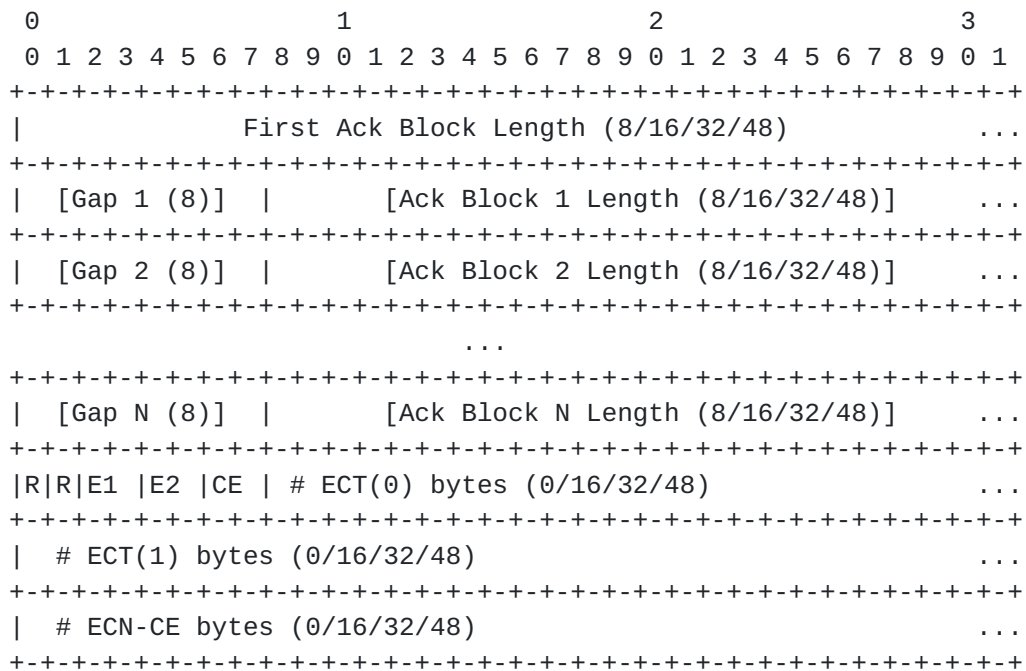 0                   1                   2                   3
 0 1 2 3 4 5 6 7 8 9 0 1 2 3 4 5 6 7 8 9 0 1 2 3 4 5 6 7 8 9 0 1
+-+-+-+-+-+-+-+-+-+-+-+-+-+-+-+-+-+-+-+-+-+-+-+-+-+-+-+-+-+-+-+-+
|              First Ack Block Length (8/16/32/48)            ...
+-+-+-+-+-+-+-+-+-+-+-+-+-+-+-+-+-+-+-+-+-+-+-+-+-+-+-+-+-+-+-+-+
|  [Gap 1 (8)]  |       [Ack Block 1 Length (8/16/32/48)]     ...
+-+-+-+-+-+-+-+-+-+-+-+-+-+-+-+-+-+-+-+-+-+-+-+-+-+-+-+-+-+-+-+-+
|  [Gap 2 (8)]  |       [Ack Block 2 Length (8/16/32/48)]     ...
+-+-+-+-+-+-+-+-+-+-+-+-+-+-+-+-+-+-+-+-+-+-+-+-+-+-+-+-+-+-+-+-+
                             ...
+-+-+-+-+-+-+-+-+-+-+-+-+-+-+-+-+-+-+-+-+-+-+-+-+-+-+-+-+-+-+-+-+
|  [Gap N (8)]  |       [Ack Block N Length (8/16/32/48)]     ...
+-+-+-+-+-+-+-+-+-+-+-+-+-+-+-+-+-+-+-+-+-+-+-+-+-+-+-+-+-+-+-+-+
|R|R|E1 |E2 |CE | # ECT(0) bytes (0/16/32/48)                 ...
+-+-+-+-+-+-+-+-+-+-+-+-+-+-+-+-+-+-+-+-+-+-+-+-+-+-+-+-+-+-+-+-+
|  # ECT(1) bytes (0/16/32/48)                                ...
+-+-+-+-+-+-+-+-+-+-+-+-+-+-+-+-+-+-+-+-+-+-+-+-+-+-+-+-+-+-+-+-+
|  # ECN-CE bytes (0/16/32/48)                                ...
+-+-+-+-+-+-+-+-+-+-+-+-+-+-+-+-+-+-+-+-+-+-+-+-+-+-+-+-+-+-+-+-+